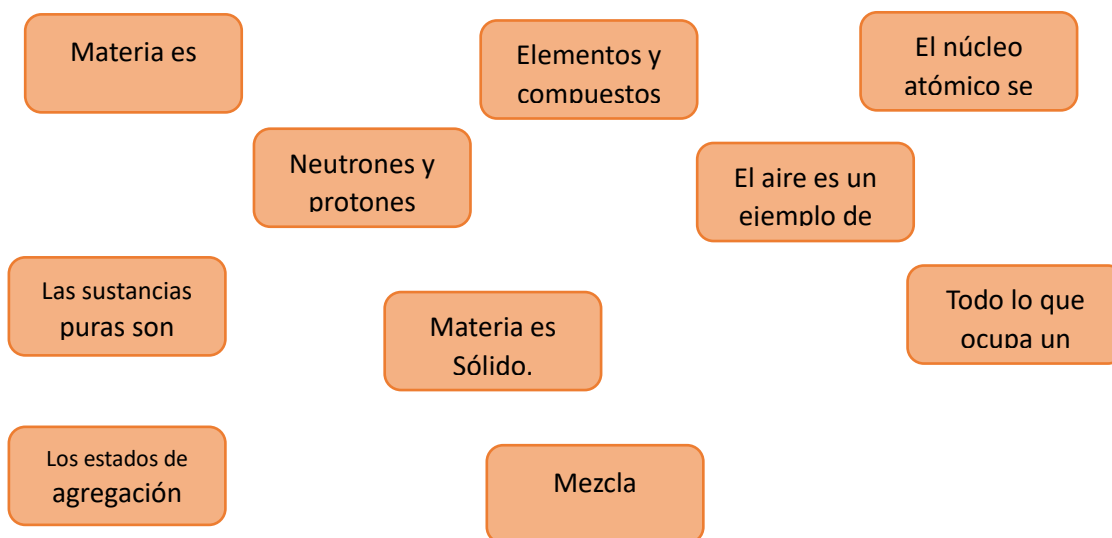 Materia es
Elementos y
compuestos
El núcleo
atómico se
Neutrones y
protones
El aire es un
ejemplo de
Las sustancias
puras son
Materia es
Sólido.
Todo lo que
ocupa un
Los estados de
agregación
Mezcla